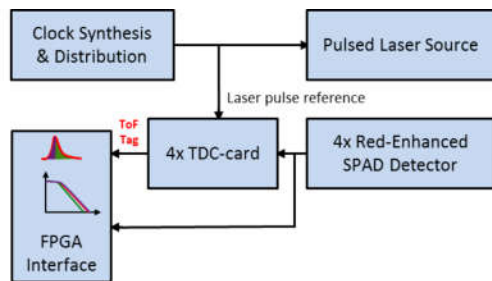 Clock Synthesis
& Distribution
Pulsed Laser Source
Laser pulse reference
ToF
Tag
4x TDC-card
4x Red-Enhanced
SPAD Detector
FPGA
Interface